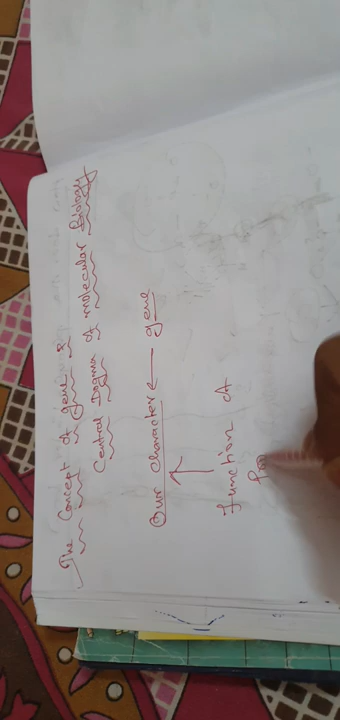 The Concept of gene &
Central Dogma of molecular Biology
Our character ← gene
↑
function of